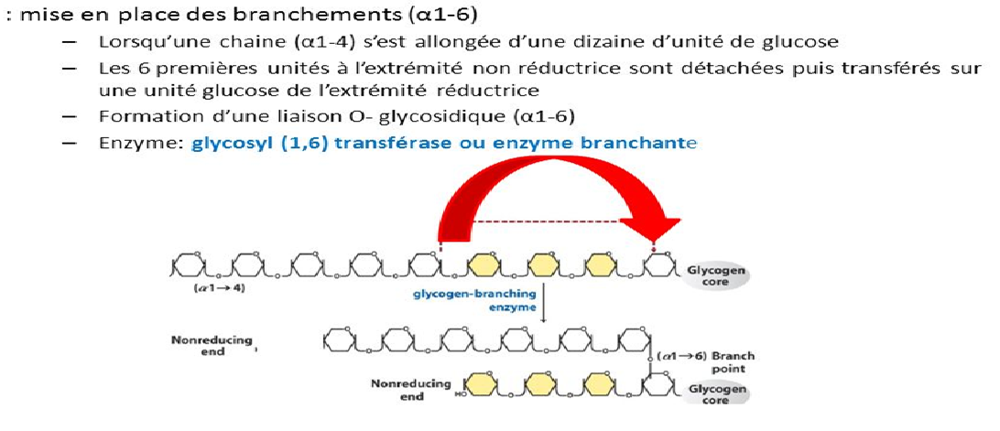 : mise en place des branchements (α1-6)
– Lorsqu'une chaine (α1-4) s'est allongée d'une dizaine d'unité de glucose
– Les 6 premières unités à l'extrémité non réductrice sont détachées puis transférés sur
une unité glucose de l'extrémité réductrice
– Formation d'une liaison O- glycosidique (α1-6)
– Enzyme: glycosyl (1,6) transférase ou enzyme branchante
Glycogen
core
(α1→4)
glycogen-branching
enzyme
Nonreducing
end
(α1→6) Branch
point
Nonreducing
end
HO
Glycogen
core